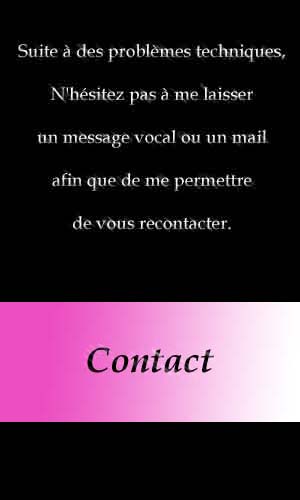 Suite à des problèmes techniques,
N'hésitez pas à me laisser
un message vocal ou un mail
afin que de me permettre
de vous recontacter.
Contact